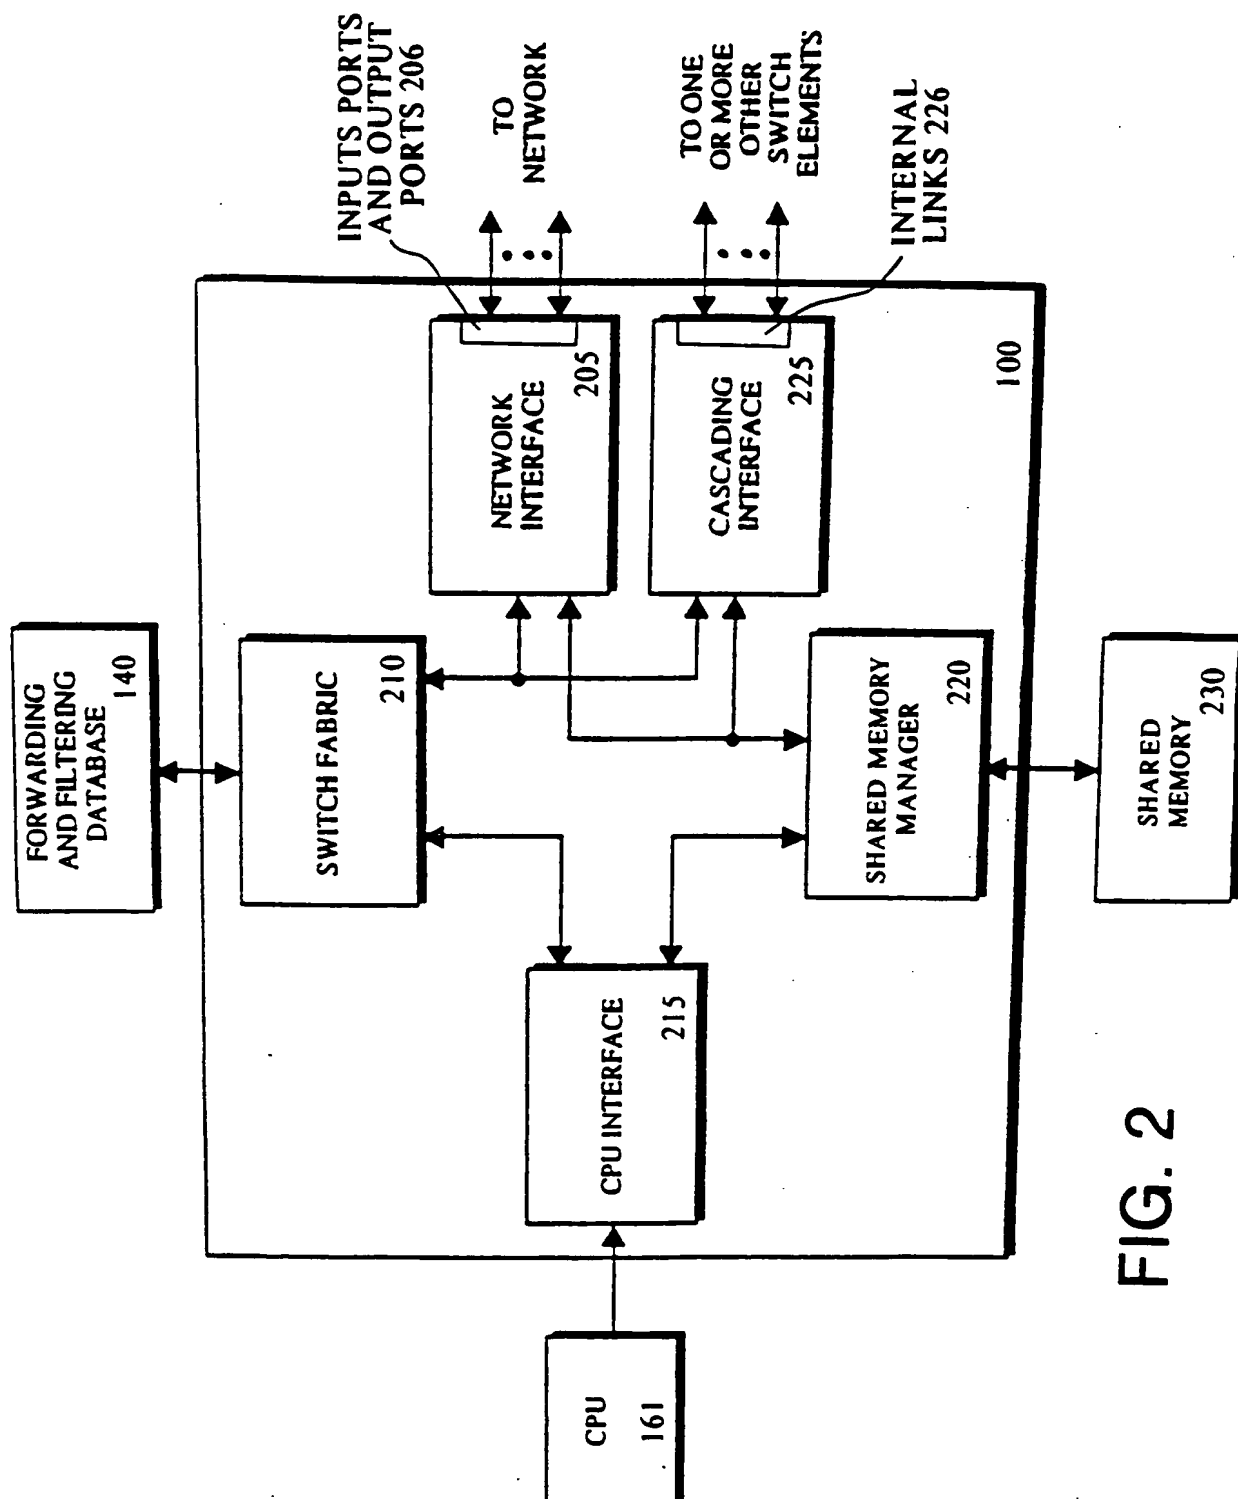 INPUTS PORTS
AND OUTPUT
PORTS 206
TO
NETWORK
TO ONE
OR MORE
OTHER
SWITCH
ELEMENTS
INTERNAL
LINKS 226
NETWORK
INTERFACE
205
CASCADING
INTERFACE
225
100
FORWARDING
AND FILTERING
DATABASE
140
SWITCH FABRIC
210
SHARED MEMORY
MANAGER
220
SHARED
MEMORY
230
CPU INTERFACE
215
CPU
161
FIG. 2